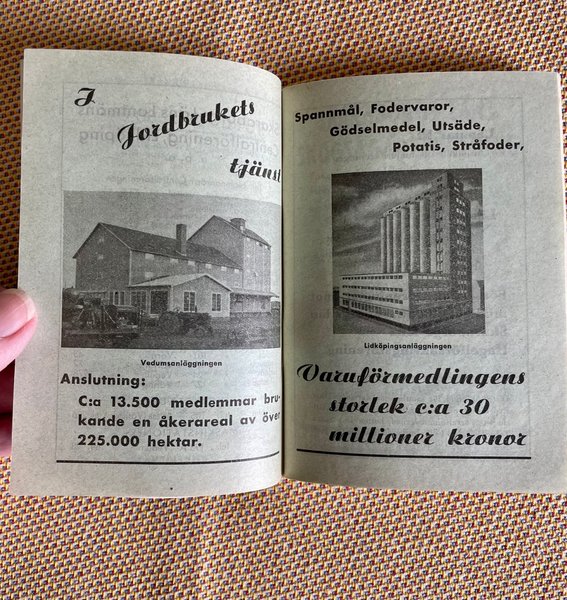 I
Jordbrukets
tjänst
Vedumsanläggningen
Anslutning:
C:a 13.500 medlemmar bru-
kande en åkerareal av över
225.000 hektar.
Spannmål, Fodervaror,
Gödselmedel, Utsäde,
Potatis, Stråfoder,
Lidköpingsanläggningen
Varuförmedlingens
storlek c:a 30
millioner kronor